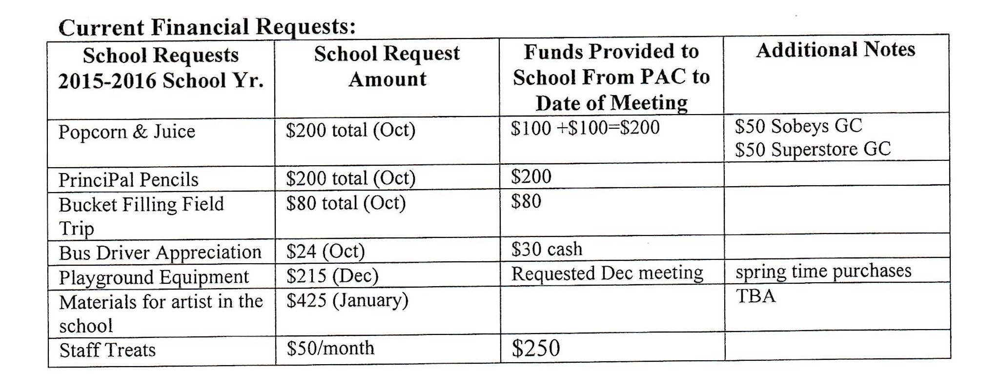 Current Financial Requests:
School Requests
2015-2016 School Yr.
School Request
Amount
Funds Provided to
School From PAC to
Date of Meeting
Additional Notes
Popcorn & Juice
$200 total (Oct)
$100 +$100=$200
$50 Sobeys GC
$50 Superstore GC
PrinciPal Pencils
$200 total (Oct)
$200
Bucket Filling Field
Trip
$80 total (Oct)
$80
Bus Driver Appreciation
$24 (Oct)
$30 cash
Playground Equipment
$215 (Dec)
Requested Dec meeting
spring time purchases
Materials for artist in the
school
$425 (January)
TBA
Staff Treats
$50/month
$250